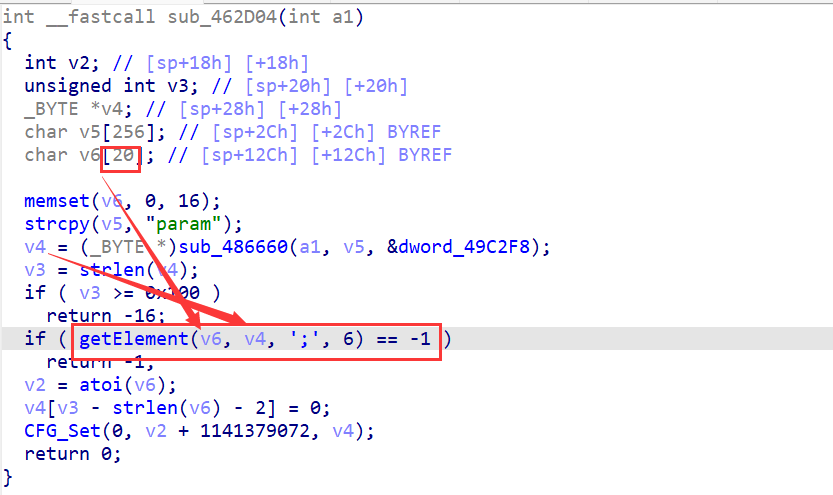 int __fastcall sub_462D04(int a1)
{
  int v2; // [sp+18h] [+18h]
  unsigned int v3; // [sp+20h] [+20h]
  _BYTE *v4; // [sp+28h] [+28h]
  char v5[256]; // [sp+2Ch] [+2Ch] BYREF
  char v6[20]; // [sp+12Ch] [+12Ch] BYREF
  memset(v6, 0, 16);
  strcpy(v5, "param");
  v4 = (_BYTE *)sub_486660(a1, v5, &dword_49C2F8);
  v3 = strlen(v4);
  if ( v3 >= 0x100 )
    return -16;
  if ( getElement(v6, v4, ';', 6) == -1 )
    return -1;
  v2 = atoi(v6);
  v4[v3 - strlen(v6) - 2] = 0;
  CFG_Set(0, v2 + 1141379072, v4);
  return 0;
}